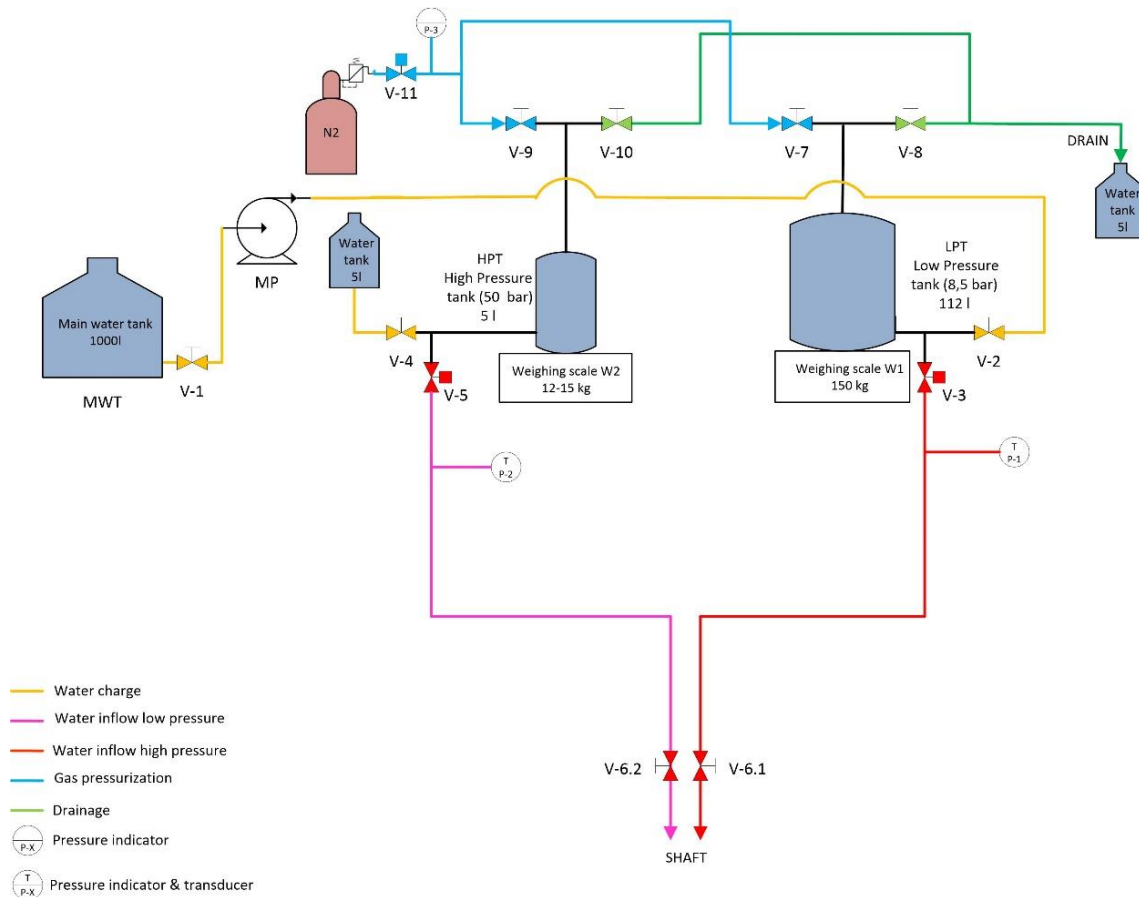 P-3
V-11
N2
V-9
V-10
V-7
V-8
DRAIN
Water
tank
5l
MP
Water
tank
5l
HPT
High Pressure
tank (50 bar)
5 l
LPT
Low Pressure
tank (8,5 bar)
112 l
Main water tank
1000l
V-1
MWT
V-4
V-5
Weighing scale W2
12-15 kg
Weighing scale W1
150 kg
V-2
V-3
T
P-2
T
P-1
V-6.2
V-6.1
SHAFT
Water charge
Water inflow low pressure
Water inflow high pressure
Gas pressurization
Drainage
P-X
Pressure indicator
T
P-X
Pressure indicator & transducer